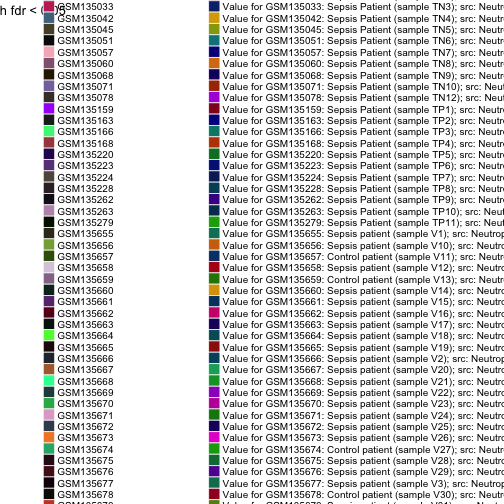 h fdr < 0.05
GSM135033 Value for GSM135033: Sepsis Patient (sample TN3); src: Neutr
GSM135042 Value for GSM135042: Sepsis Patient (sample TN4); src: Neutr
GSM135045 Value for GSM135045: Sepsis Patient (sample TN5); src: Neutr
GSM135051 Value for GSM135051: Sepsis Patient (sample TN6); src: Neutr
GSM135057 Value for GSM135057: Sepsis Patient (sample TN7); src: Neutr
GSM135060 Value for GSM135060: Sepsis Patient (sample TN8); src: Neutr
GSM135068 Value for GSM135068: Sepsis Patient (sample TN9); src: Neutr
GSM135071 Value for GSM135071: Sepsis Patient (sample TN10); src: Neu
GSM135078 Value for GSM135078: Sepsis Patient (sample TN12); src: Neu
GSM135159 Value for GSM135159: Sepsis Patient (sample TP1); src: Neutr
GSM135163 Value for GSM135163: Sepsis Patient (sample TP2); src: Neutr
GSM135166 Value for GSM135166: Sepsis Patient (sample TP3); src: Neutr
GSM135168 Value for GSM135168: Sepsis Patient (sample TP4); src: Neutr
GSM135220 Value for GSM135220: Sepsis Patient (sample TP5); src: Neutr
GSM135223 Value for GSM135223: Sepsis Patient (sample TP6); src: Neutr
GSM135224 Value for GSM135224: Sepsis Patient (sample TP7); src: Neutr
GSM135228 Value for GSM135228: Sepsis Patient (sample TP8); src: Neutr
GSM135262 Value for GSM135262: Sepsis Patient (sample TP9); src: Neutr
GSM135263 Value for GSM135263: Sepsis Patient (sample TP10); src: Neu
GSM135279 Value for GSM135279: Sepsis Patient (sample TP11); src: Neu
GSM135655 Value for GSM135655: Sepsis patient (sample V1); src: Neutrop
GSM135656 Value for GSM135656: Sepsis patient (sample V10); src: Neutro
GSM135657 Value for GSM135657: Control patient (sample V11); src: Neutr
GSM135658 Value for GSM135658: Sepsis patient (sample V12); src: Neutro
GSM135659 Value for GSM135659: Control patient (sample V13); src: Neutr
GSM135660 Value for GSM135660: Sepsis patient (sample V14); src: Neutro
GSM135661 Value for GSM135661: Sepsis patient (sample V15); src: Neutro
GSM135662 Value for GSM135662: Sepsis patient (sample V16); src: Neutro
GSM135663 Value for GSM135663: Sepsis patient (sample V17); src: Neutro
GSM135664 Value for GSM135664: Sepsis patient (sample V18); src: Neutro
GSM135665 Value for GSM135665: Sepsis patient (sample V19); src: Neutro
GSM135666 Value for GSM135666: Sepsis patient (sample V2); src: Neutrop
GSM135667 Value for GSM135667: Sepsis patient (sample V20); src: Neutro
GSM135668 Value for GSM135668: Sepsis patient (sample V21); src: Neutro
GSM135669 Value for GSM135669: Sepsis patient (sample V22); src: Neutro
GSM135670 Value for GSM135670: Sepsis patient (sample V23); src: Neutro
GSM135671 Value for GSM135671: Sepsis patient (sample V24); src: Neutro
GSM135672 Value for GSM135672: Sepsis patient (sample V25); src: Neutro
GSM135673 Value for GSM135673: Sepsis patient (sample V26); src: Neutro
GSM135674 Value for GSM135674: Control patient (sample V27); src: Neutr
GSM135675 Value for GSM135675: Sepsis patient (sample V28); src: Neutro
GSM135676 Value for GSM135676: Sepsis patient (sample V29); src: Neutro
GSM135677 Value for GSM135677: Sepsis patient (sample V3); src: Neutrop
GSM135678 Value for GSM135678: Control patient (sample V30); src: Neutr